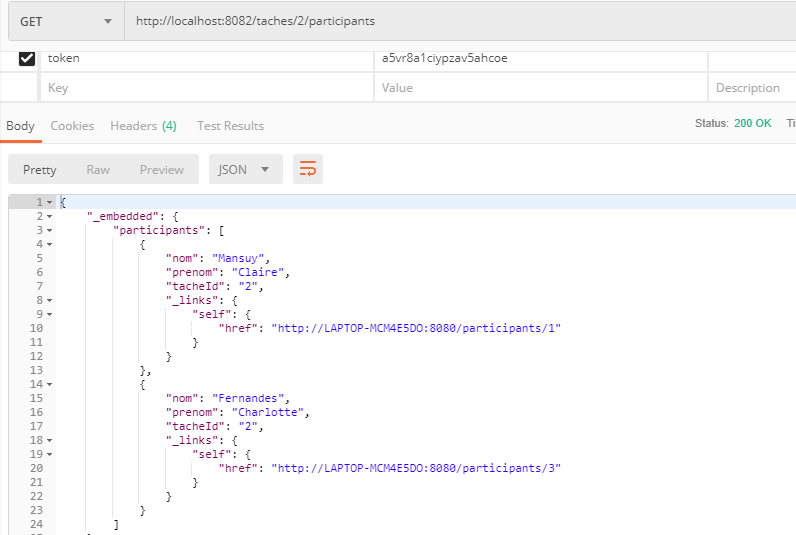 GET http://localhost:8082/taches/2/participants
token a5vr8a1ciypzav5ahcoe
Key Value Description
Body Cookies Headers (4) Test Results Status: 200 OK Ti
Pretty Raw Preview JSON
1 {
2 "_embedded": {
3 "participants": [
4 {
5 "nom": "Mansuy",
6 "prenom": "Claire",
7 "tacheId": "2",
8 "_links": {
9 "self": {
10 "href": "http://LAPTOP-MCM4E5DO:8080/participants/1"
11 }
12 }
13 },
14 {
15 "nom": "Fernandes",
16 "prenom": "Charlotte",
17 "tacheId": "2",
18 "_links": {
19 "self": {
20 "href": "http://LAPTOP-MCM4E5DO:8080/participants/3"
21 }
22 }
23 }
24 ]